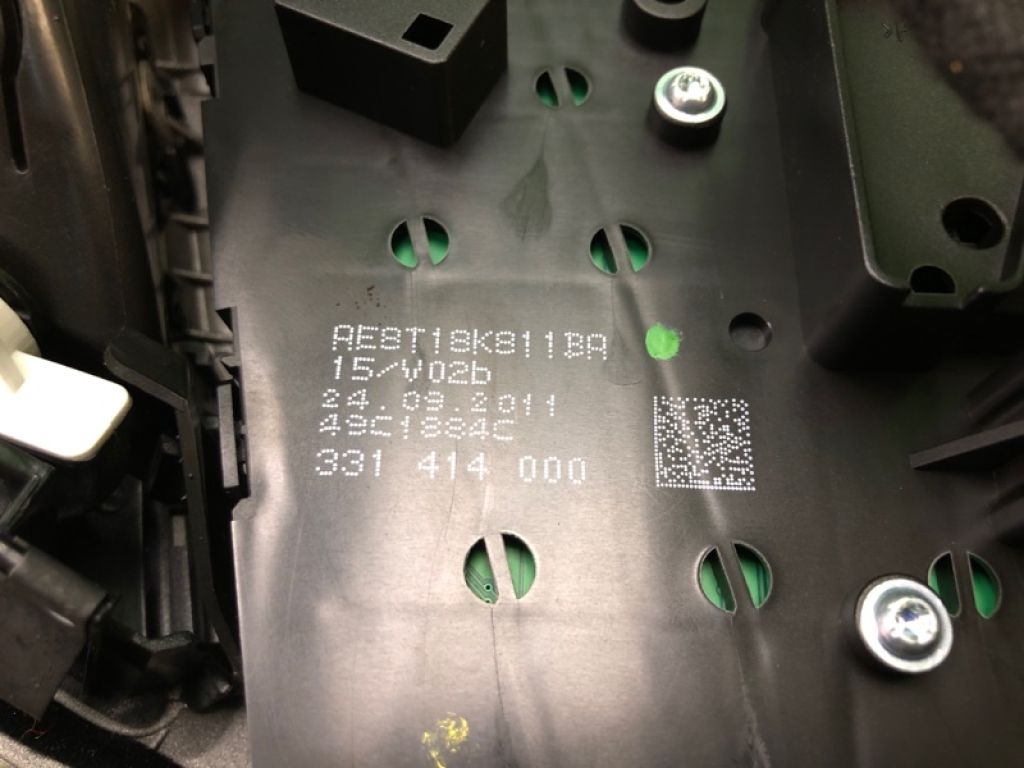 AE8T18K811BA
15/V02b
24.09.2011
49C1884C
331 414 000